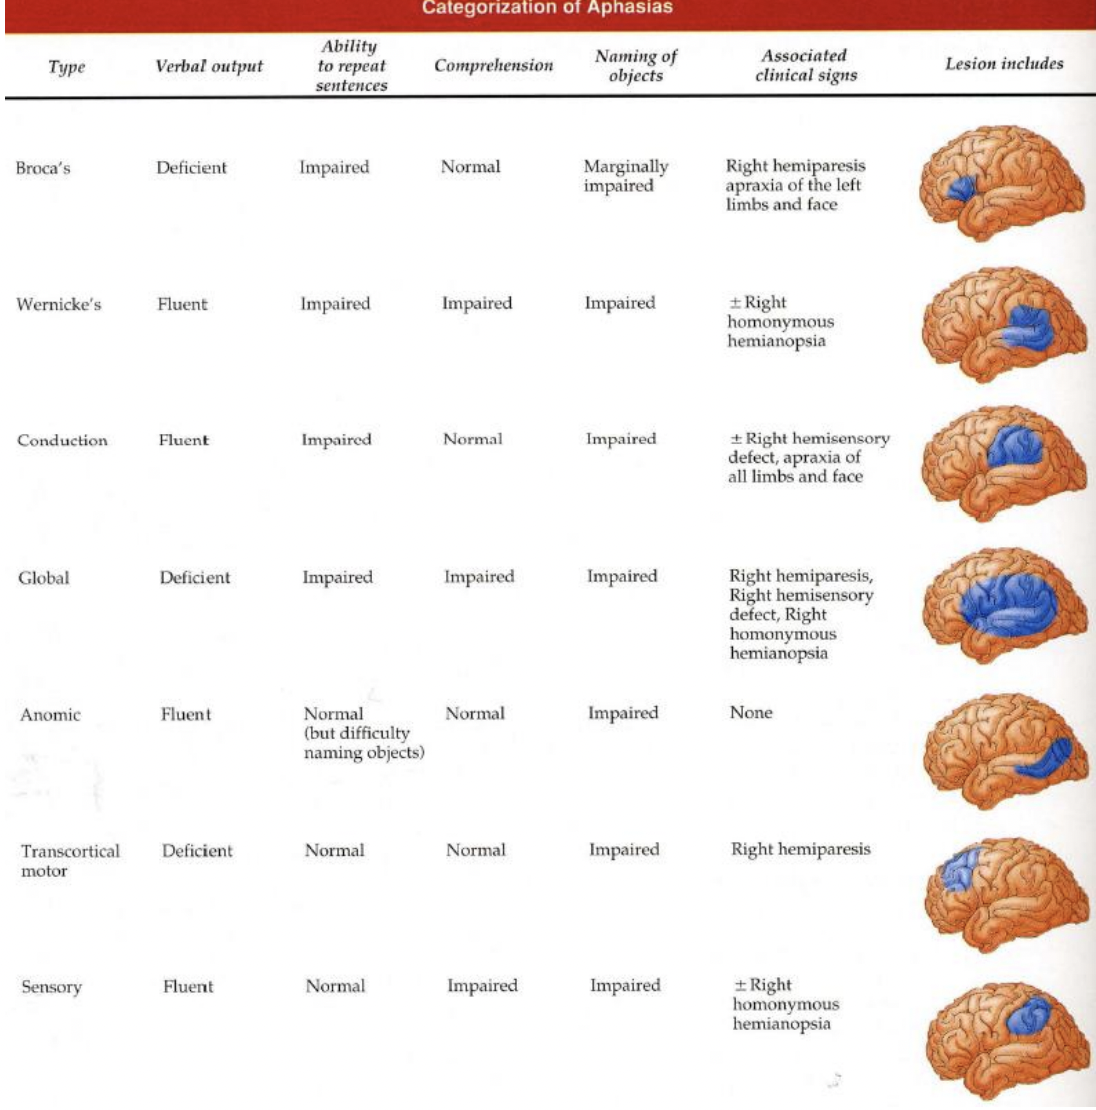 Categorization of Aphasias
Type Verbal output Ability to repeat sentences Comprehension Naming of objects Associated clinical signs Lesion includes
Broca's Deficient Impaired Normal Marginally impaired Right hemiparesis apraxia of the left limbs and face
Wernicke's Fluent Impaired Impaired Impaired ± Right homonymous hemianopsia
Conduction Fluent Impaired Normal Impaired ± Right hemisensory defect, apraxia of all limbs and face
Global Deficient Impaired Impaired Impaired Right hemiparesis, Right hemisensory defect, Right homonymous hemianopsia
Anomic Fluent Normal (but difficulty naming objects) Normal Impaired None
Transcortical motor Deficient Normal Normal Impaired Right hemiparesis
Sensory Fluent Normal Impaired Impaired ± Right homonymous hemianopsia